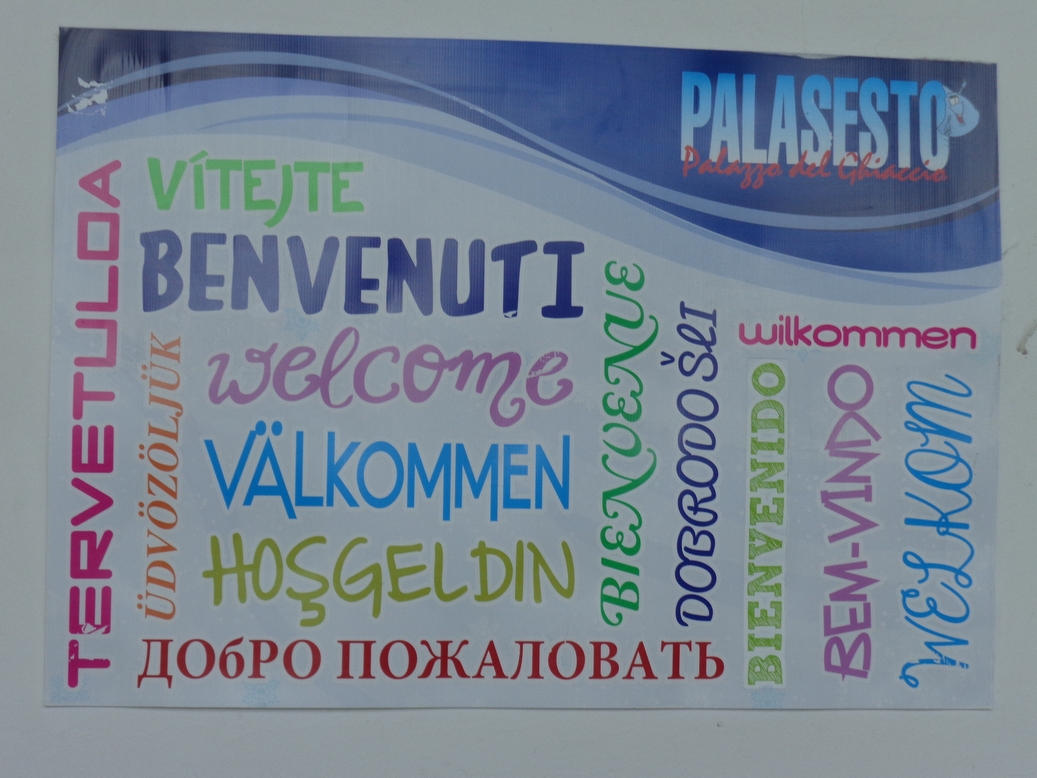 PALASESTO
Palazzo del Ghiaccio
TERVETULOA
VÍTEJTE
BENVENUTI
ÜDVÖZÖLJÜK
welcome
VÄLKOMMEN
HOŞGELDIN
ДОбРО ПОЖАЛОВАТЬ
BIENVENUE
DOBRODOŠLI
wilkommen
BIENVENIDO
BEM-VINDO
WELKOM